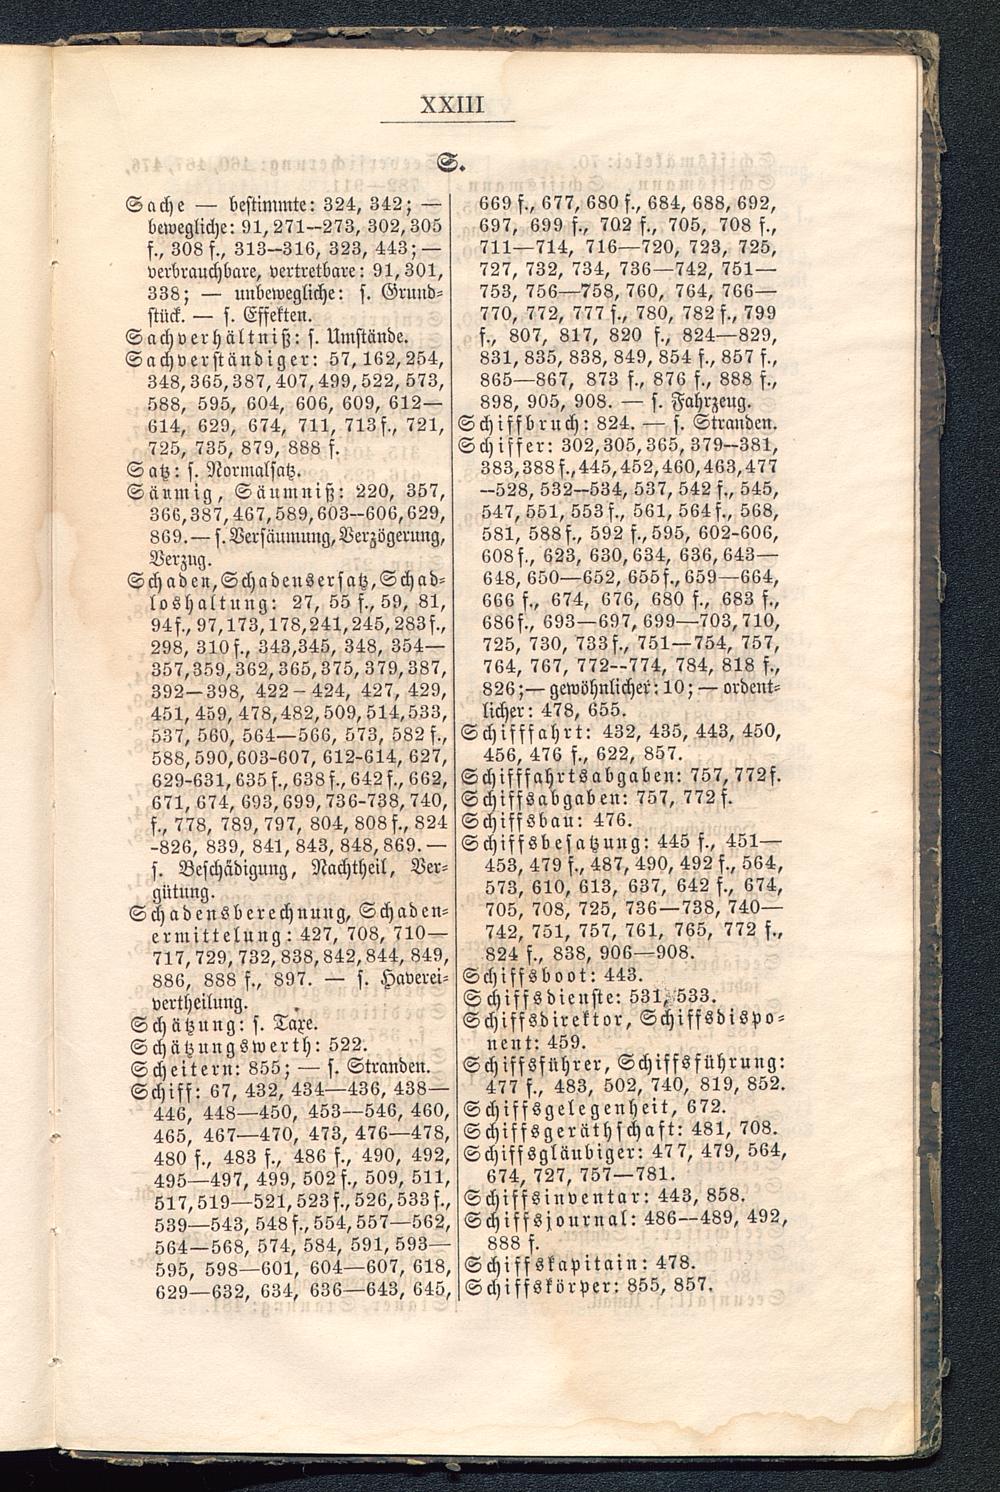 XXIII
S.
Sache — bestimmte: 324, 342; —
bewegliche: 91, 271--273, 302, 305
f., 308 f., 313--316, 323, 443; —
verbrauchbare, vertretbare: 91, 301,
338; — unbewegliche: s. Grund-
stück. — s. Effekten.
Sachverhältniß: s. Umstände.
Sachverständiger: 57, 162, 254,
348, 365, 387, 407, 499, 522, 573,
588, 595, 604, 606, 609, 612—
614, 629, 674, 711, 713 f., 721,
725, 735, 879, 888 f.
Satz: s. Normalsatz.
Säumig, Säumniß: 220, 357,
366, 387, 467, 589, 603--606, 629,
869. — s. Versäumung, Verzögerung,
Verzug.
Schaden, Schadensersatz, Schad-
loshaltung: 27, 55 f., 59, 81,
94 f., 97, 173, 178, 241, 245, 283 f.,
298, 310 f., 343, 345, 348, 354—
357, 359, 362, 365, 375, 379, 387,
392—398, 422–424, 427, 429,
451, 459, 478, 482, 509, 514, 533,
537, 560, 564—566, 573, 582 f.,
588, 590, 603-607, 612-614, 627,
629-631, 635 f., 638 f., 642 f., 662,
671, 674, 693, 699, 736-738, 740,
f., 778, 789, 797, 804, 808 f., 824
-826, 839, 841, 843, 848, 869. —
s. Beschädigung, Nachtheil, Ver-
gütung.
Schadensberechnung, Schaden-
ermittelung: 427, 708, 710—
717, 729, 732, 838, 842, 844, 849,
886, 888 f., 897. — s. Haverei-
vertheilung.
Schätzung: s. Taxe.
Schätzungswerth: 522.
Scheitern: 855; — s. Stranden.
Schiff: 67, 432, 434—436, 438—
446, 448—450, 453—546, 460,
465, 467—470, 473, 476—478,
480 f., 483 f., 486 f., 490, 492,
495—497, 499, 502 f., 509, 511,
517, 519—521, 523 f., 526, 533 f.,
539—543, 548 f., 554, 557—562,
564—568, 574, 584, 591, 593—
595, 598—601, 604—607, 618,
629—632, 634, 636—643, 645,
669 f., 677, 680 f., 684, 688, 692,
697, 699 f., 702 f., 705, 708 f.,
711—714, 716—720, 723, 725,
727, 732, 734, 736—742, 751—
753, 756—758, 760, 764, 766—
770, 772, 777 f., 780, 782 f., 799
f., 807, 817, 820 f., 824—829,
831, 835, 838, 849, 854 f., 857 f.,
865—867, 873 f., 876 f., 888 f.,
898, 905, 908. — s. Fahrzeug.
Schiffbruch: 824. — s. Stranden.
Schiffer: 302, 305, 365, 379--381,
383, 388 f., 445, 452, 460, 463, 477
--528, 532--534, 537, 542 f., 545,
547, 551, 553 f., 561, 564 f., 568,
581, 588 f., 592 f., 595, 602-606,
608 f., 623, 630, 634, 636, 643—
648, 650—652, 655 f., 659—664,
666 f., 674, 676, 680 f., 683 f.,
686 f., 693—697, 699—703, 710,
725, 730, 733 f., 751—754, 757,
764, 767, 772--774, 784, 818 f.,
826; — gewöhnlicher: 10; — ordent-
licher: 478, 655.
Schifffahrt: 432, 435, 443, 450,
456, 476 f., 622, 857.
Schifffahrtsabgaben: 757, 772 f.
Schiffsabgaben: 757, 772 f.
Schiffsbau: 476.
Schiffsbesatzung: 445 f., 451—
453, 479 f., 487, 490, 492 f., 564,
573, 610, 613, 637, 642 f., 674,
705, 708, 725, 736—738, 740—
742, 751, 757, 761, 765, 772 f.,
824 f., 838, 906—908.
Schiffsboot: 443.
Schiffsdienste: 531, 533.
Schiffsdirektor, Schiffsdispo-
nent: 459.
Schiffsführer, Schiffsführung:
477 f., 483, 502, 740, 819, 852.
Schiffsgelegenheit, 672.
Schiffsgeräthschaft: 481, 708.
Schiffsgläubiger: 477, 479, 564,
674, 727, 757—781.
Schiffsinventar: 443, 858.
Schiffsjournal: 486--489, 492,
888 f.
Schiffskapitain: 478.
Schiffskörper: 855, 857.